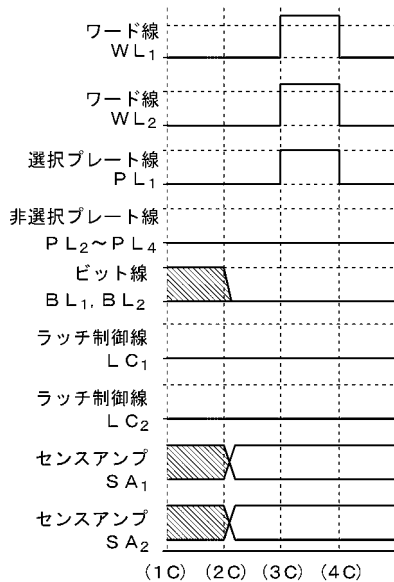 ワード線
WL₁
ワード線
WL₂
選択プレート線
PL₁
非選択プレート線
PL₂～PL₄
ビット線
BL₁, BL₂
ラッチ制御線
LC₁
ラッチ制御線
LC₂
センスアンプ
SA₁
センスアンプ
SA₂
(1C) (2C) (3C) (4C)